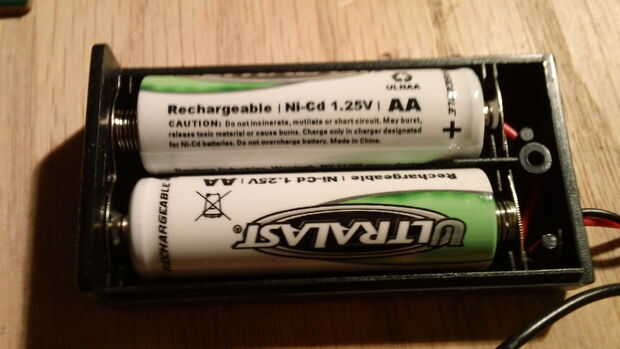 ULNAA
Rechargeable | Ni-Cd 1.25V | AA
CAUTION: Do not incinerate, mutilate or short circuit. May burst,
release toxic material or cause burns. Charge only in charger designated
for Ni-Cd batteries. Do not overcharge battery. Made in China.
+
Rechargeable | Ni-Cd 1.25V | AA
RECHARGEABLE
ULTRALAST®